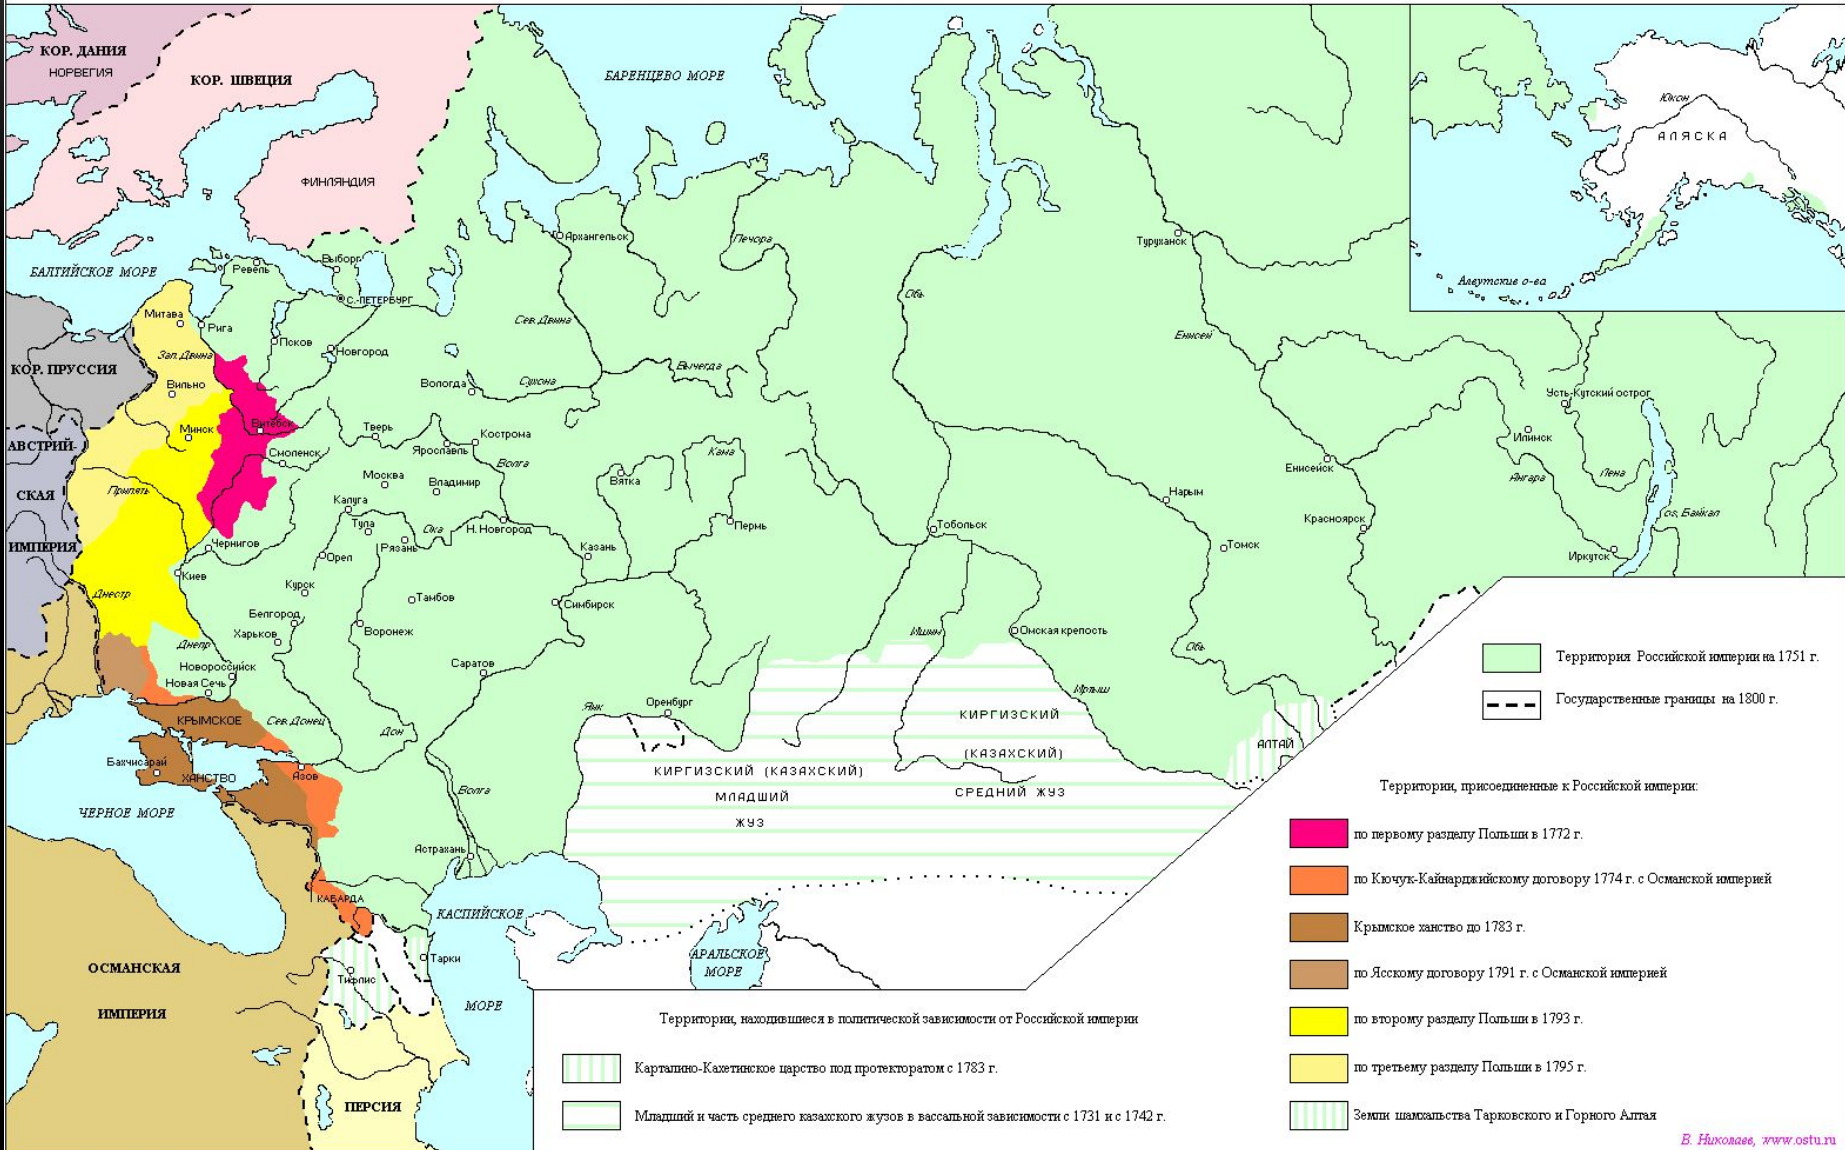 КОР. ДАНИЯ
НОРВЕГИЯ
КОР. ШВЕЦИЯ
ФИНЛЯНДИЯ
БАРЕНЦЕВО МОРЕ
Юкон
АЛЯСКА
Алеутские о-ва
БАЛТИЙСКОЕ МОРЕ
Ревель
Выборг
С.-ПЕТЕРБУРГ
Архангельск
Печора
Туруханск
Обь
Енисей
Митава
Рига
Псков
Новгород
Сев. Двина
Зап. Двина
КОР. ПРУССИЯ
Вильно
Вологда
Сухона
Вычегда
Усть-Кутский острог
Минск
Витебск
Тверь
Кострома
Ярославль
Илимск
АВСТРИЙ-
СКАЯ
ИМПЕРИЯ
Смоленск
Волга
Кама
Енисейск
Лена
Ангара
Москва
Владимир
Вятка
Припять
Калуга
Тула
Ока
Н. Новгород
Пермь
Нарым
Тобольск
Красноярск
оз. Байкал
Чернигов
Орел
Рязань
Казань
Томск
Иркутск
Киев
Курск
Днестр
Тамбов
Симбирск
Белгород
Харьков
Воронеж
Ишим
Омская крепость
Днепр
Обь
Новороссийск
Новая Сечь
Саратов
Иртыш
Яик
Оренбург
КРЫМСКОЕ
Сев. Донец
Дон
КИРГИЗСКИЙ
(КАЗАХСКИЙ)
СРЕДНИЙ ЖУЗ
АЛТАЙ
Бахчисарай
ХАНСТВО
Азов
КИРГИЗСКИЙ (КАЗАХСКИЙ)
МЛАДШИЙ
ЖУЗ
Волга
ЧЕРНОЕ МОРЕ
Астрахань
КАБАРДА
КАСПИЙСКОЕ
МОРЕ
АРАЛЬСКОЕ
МОРЕ
Тарки
Тифлис
ОСМАНСКАЯ
ИМПЕРИЯ
ПЕРСИЯ
Территория Российской империи на 1751 г.
Государственные границы на 1800 г.
Территории, присоединенные к Российской империи:
по первому разделу Польши в 1772 г.
по Кючук-Кайнарджийскому договору 1774 г. с Османской империей
Крымское ханство до 1783 г.
по Ясскому договору 1791 г. с Османской империей
по второму разделу Польши в 1793 г.
по третьему разделу Польши в 1795 г.
Земли шамхальства Тарковского и Горного Алтая
Территории, находившиеся в политической зависимости от Российской империи
Карталино-Кахетинское царство под протекторатом с 1783 г.
Младший и часть среднего казахского жузов в вассальной зависимости с 1731 и с 1742 г.
В. Николаев, www.ostu.ru